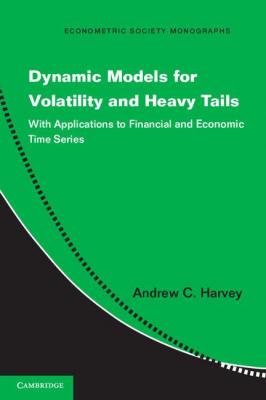 ECONOMETRIC SOCIETY MONOGRAPHS
Dynamic Models for
Volatility and Heavy Tails
With Applications to Financial and Economic
Time Series
Andrew C. Harvey
CAMBRIDGE